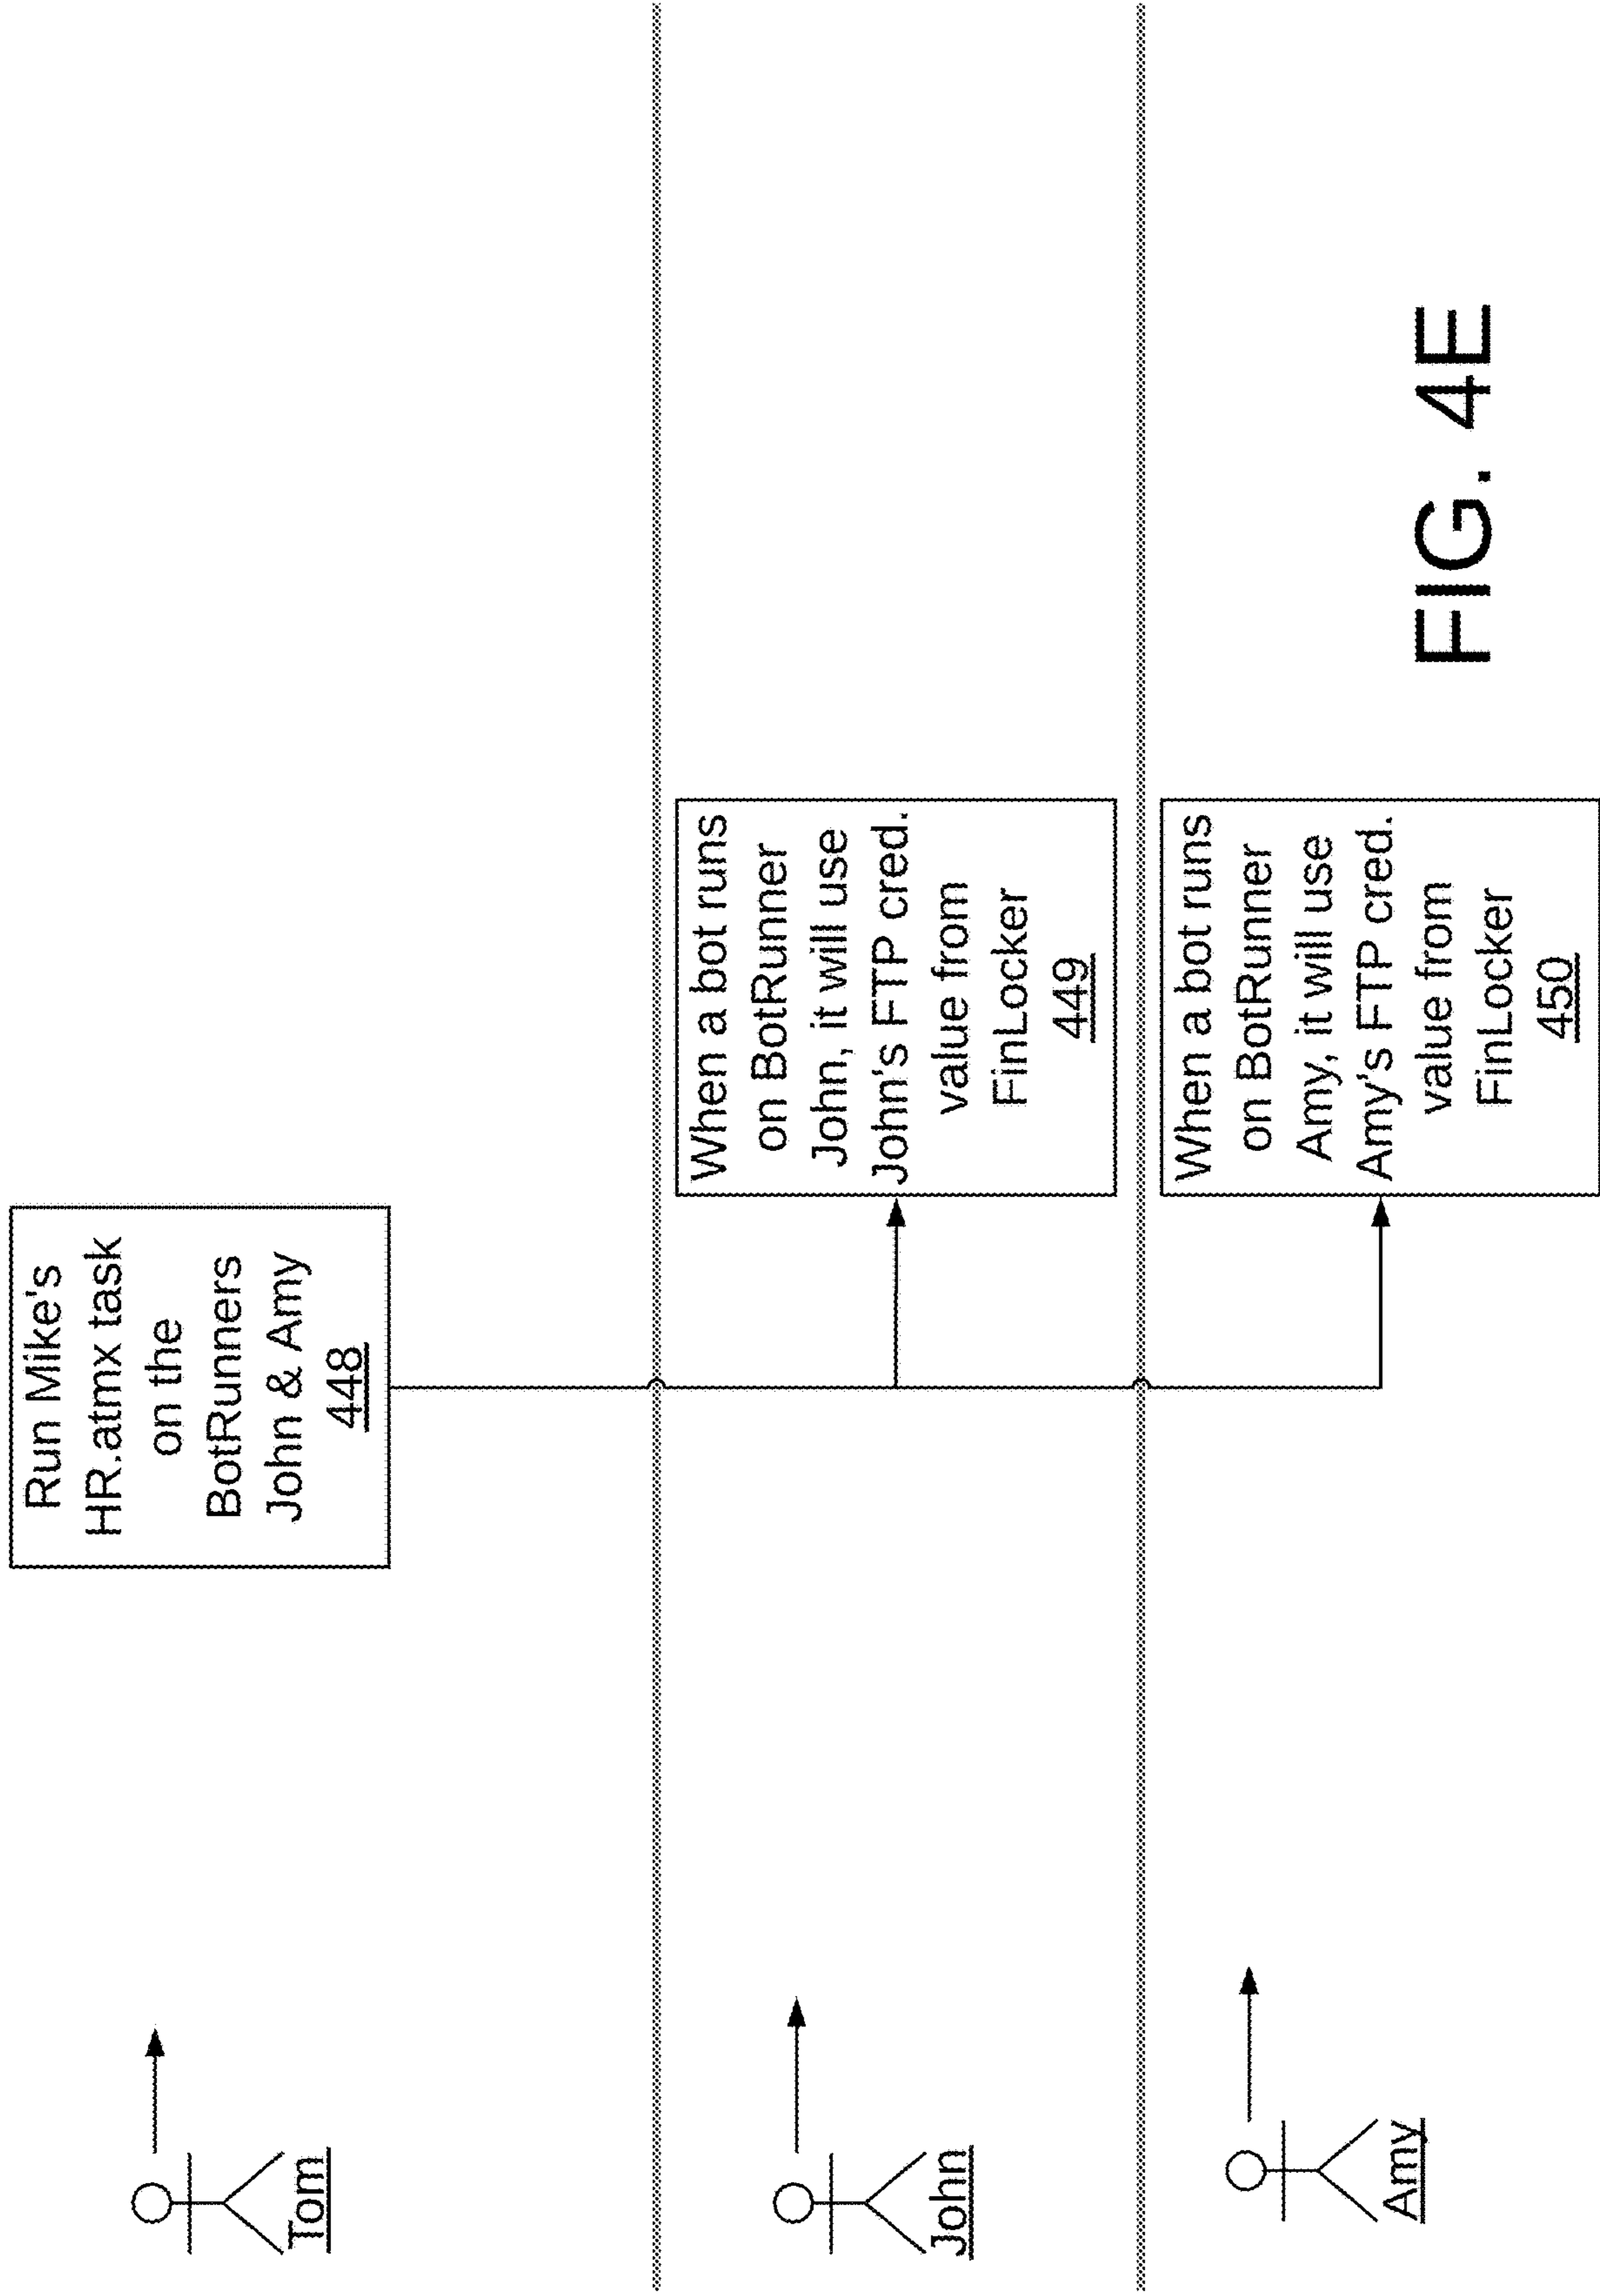 Tom
Run Mike's
HR.atmx task
on the
BotRunners
John & Amy
448
John
When a bot runs
on BotRunner
John, it will use
John's FTP cred.
value from
FinLocker
449
Amy
When a bot runs
on BotRunner
Amy, it will use
Amy's FTP cred.
value from
FinLocker
450
FIG. 4E